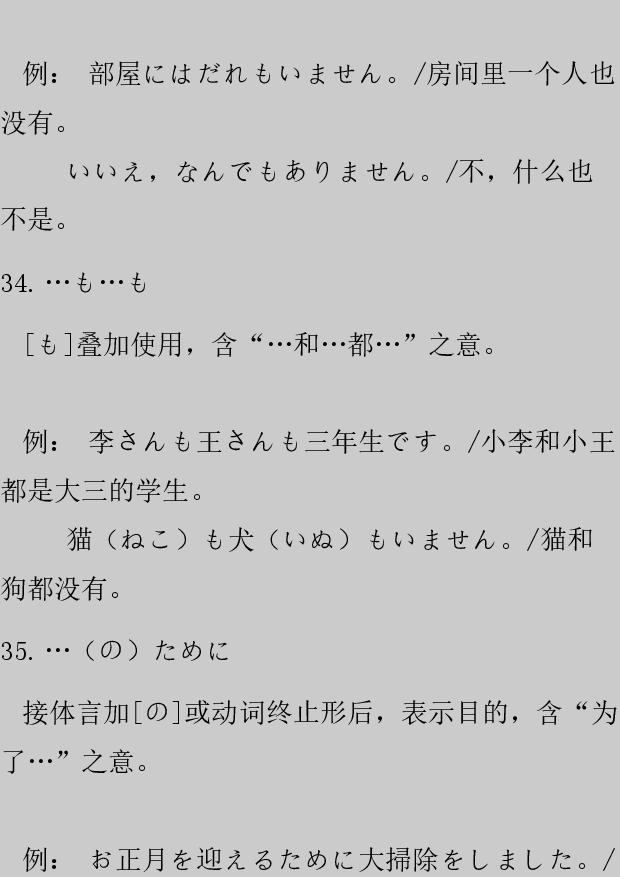 例： 部屋にはだれもいません。/房间里一个人也
没有。
いいえ，なんでもありません。/不，什么也
不是。
34. …も…も
[も]叠加使用，含“…和…都…”之意。
例： 李さんも王さんも三年生です。/小李和小王
都是大三的学生。
猫（ねこ）も犬（いぬ）もいません。/猫和
狗都没有。
35. …（の）ために
接体言加[の]或动词终止形后，表示目的，含“为
了…”之意。
例： お正月を迎えるために大掃除をしました。/